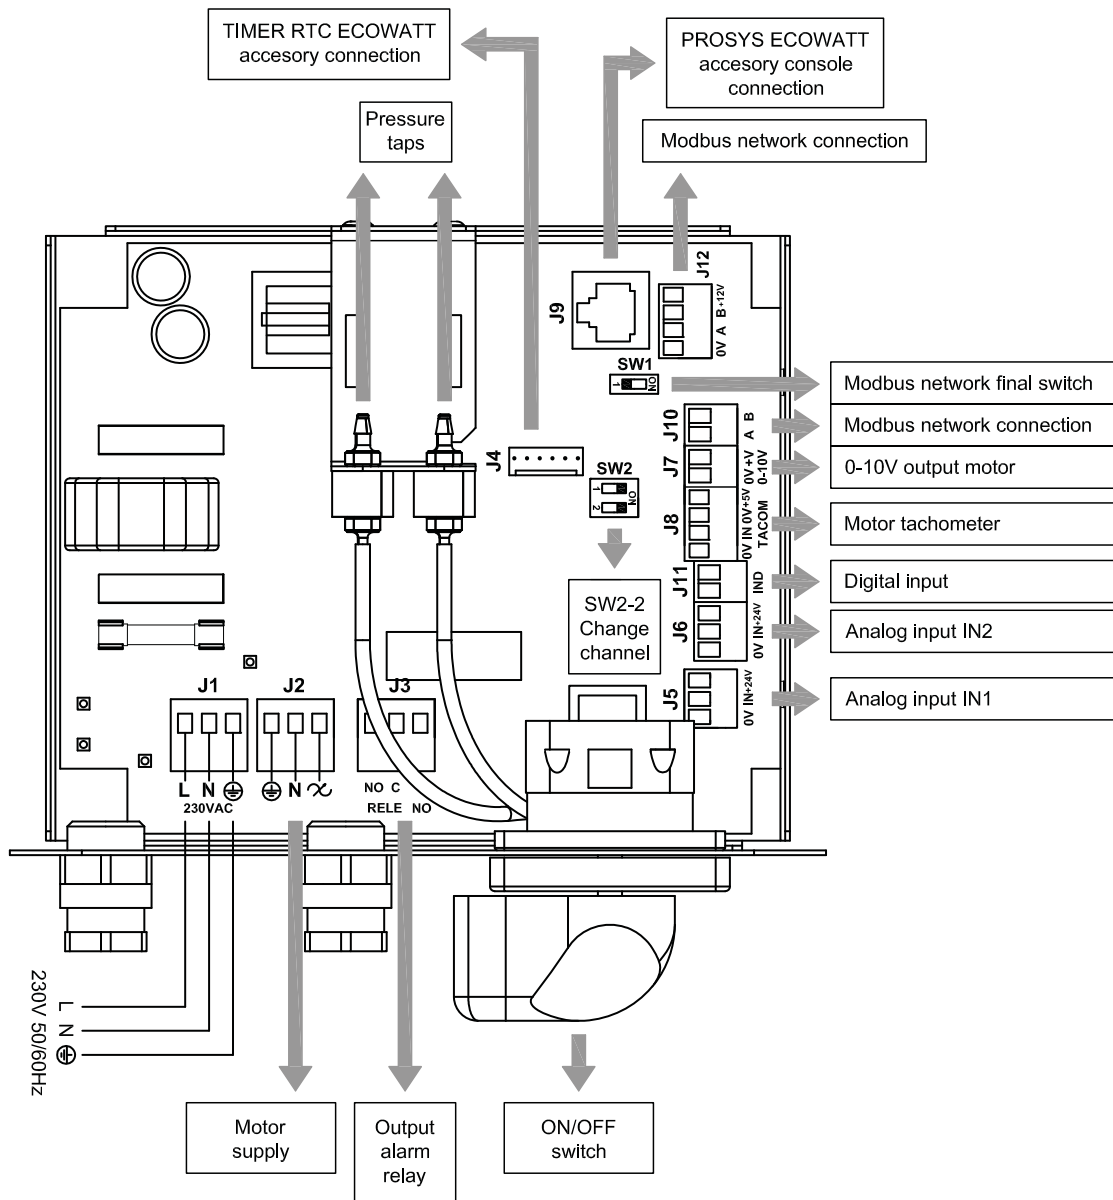 TIMER RTC ECOWATT
accesory connection
PROSYS ECOWATT
accesory console
connection
Pressure
taps
Modbus network connection
J12
0V A B +12V
J9
SW1
1 ON
Modbus network final switch
J10
A B
Modbus network connection
J4
SW2
1 2 ON
J7
0V +V
0-10V
0-10V output motor
J8
0V IN 0V +5V
TACOM
Motor tachometer
J11
IND
Digital input
SW2-2
Change
channel
J6
0V IN +24V
Analog input IN2
J5
0V IN +24V
Analog input IN1
J1
J2
J3
L N
230VAC
N
NO C
RELE NO
230V 50/60Hz
L
N
Motor
supply
Output
alarm
relay
ON/OFF
switch